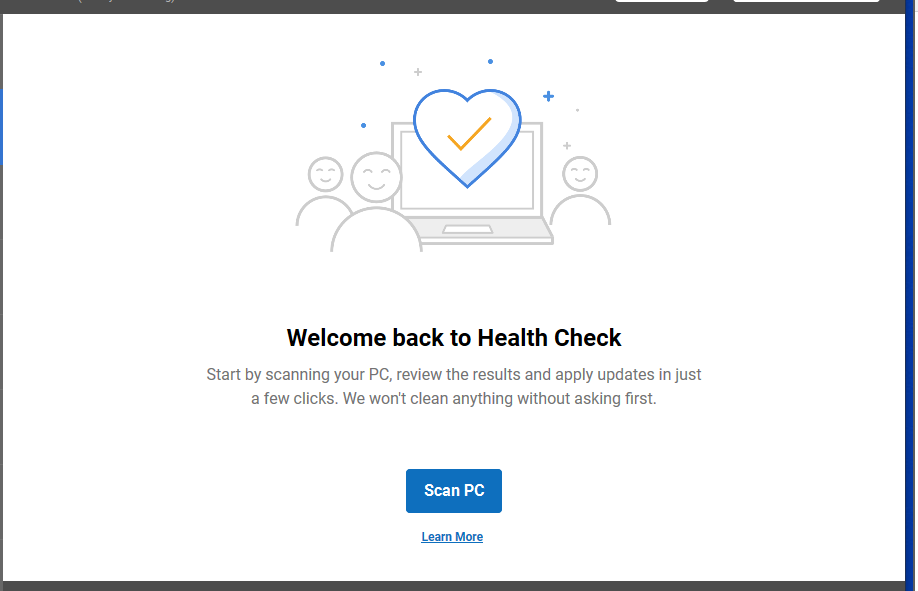 Welcome back to Health Check
Start by scanning your PC, review the results and apply updates in just
a few clicks. We won't clean anything without asking first.
Scan PC
Learn More